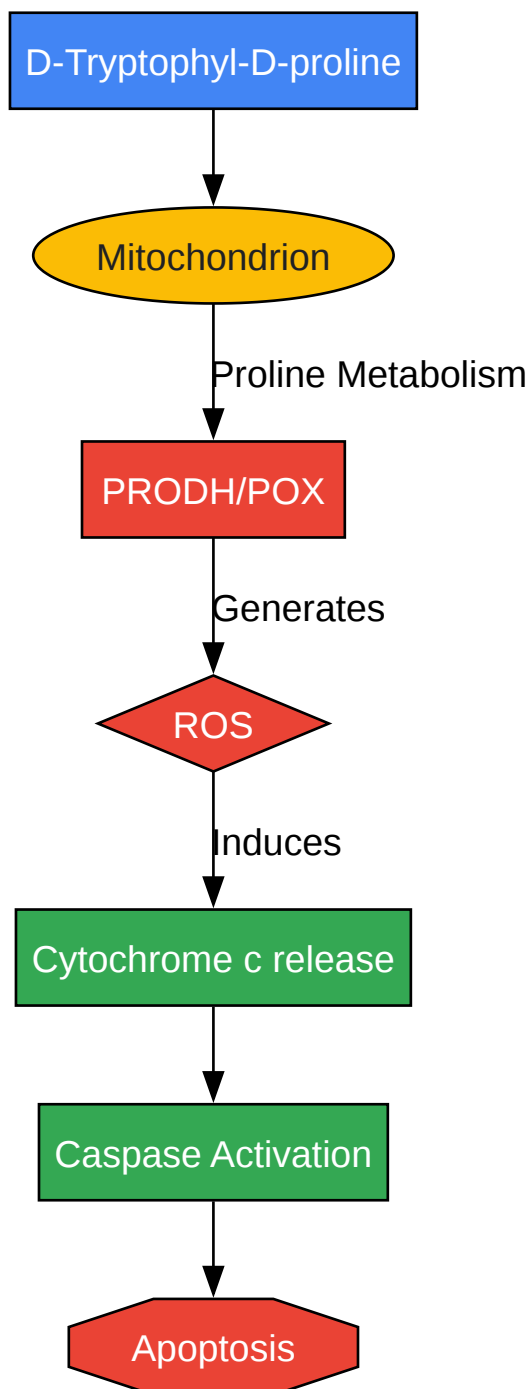 D-Tryptophyl-D-proline
Mitochondrion
Proline Metabolism
PRODH/POX
Generates
ROS
Induces
Cytochrome c release
Caspase Activation
Apoptosis